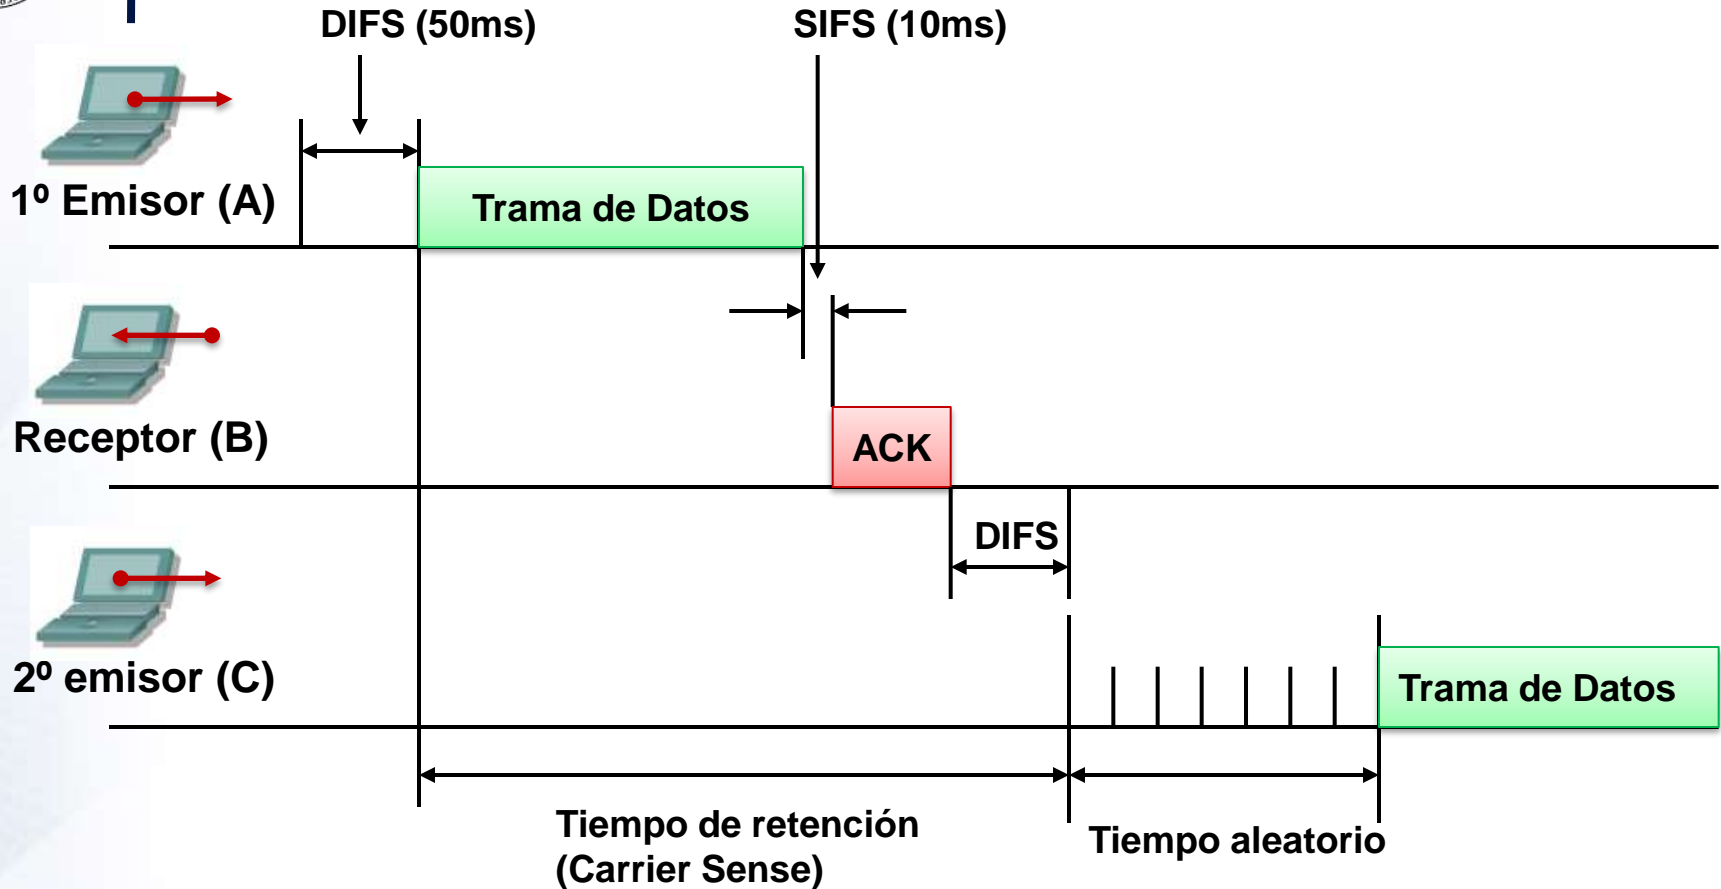 DIFS (50ms)
SIFS (10ms)
1º Emisor (A)
Trama de Datos
Receptor (B)
ACK
DIFS
2º emisor (C)
Trama de Datos
Tiempo de retención
(Carrier Sense)
Tiempo aleatorio